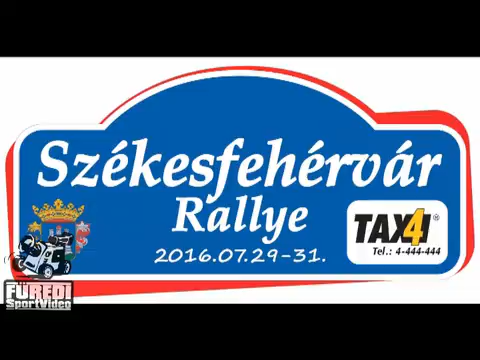 Székesfehérvár
Rallye
2016.07.29-31.
TAX4®
Tel.: 4-444-444
FÜREDI
SportVideo